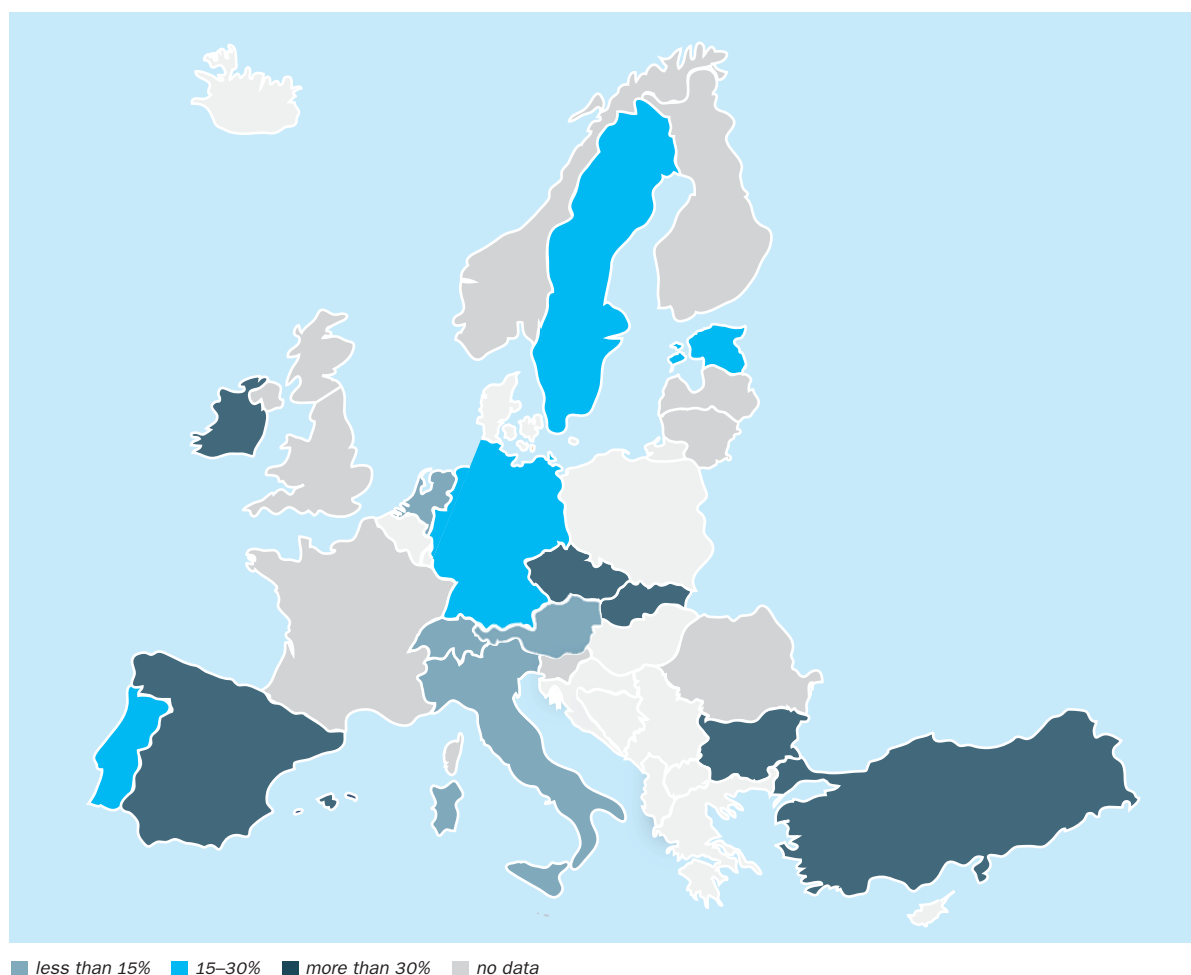 less than 15% 15–30% more than 30% no data